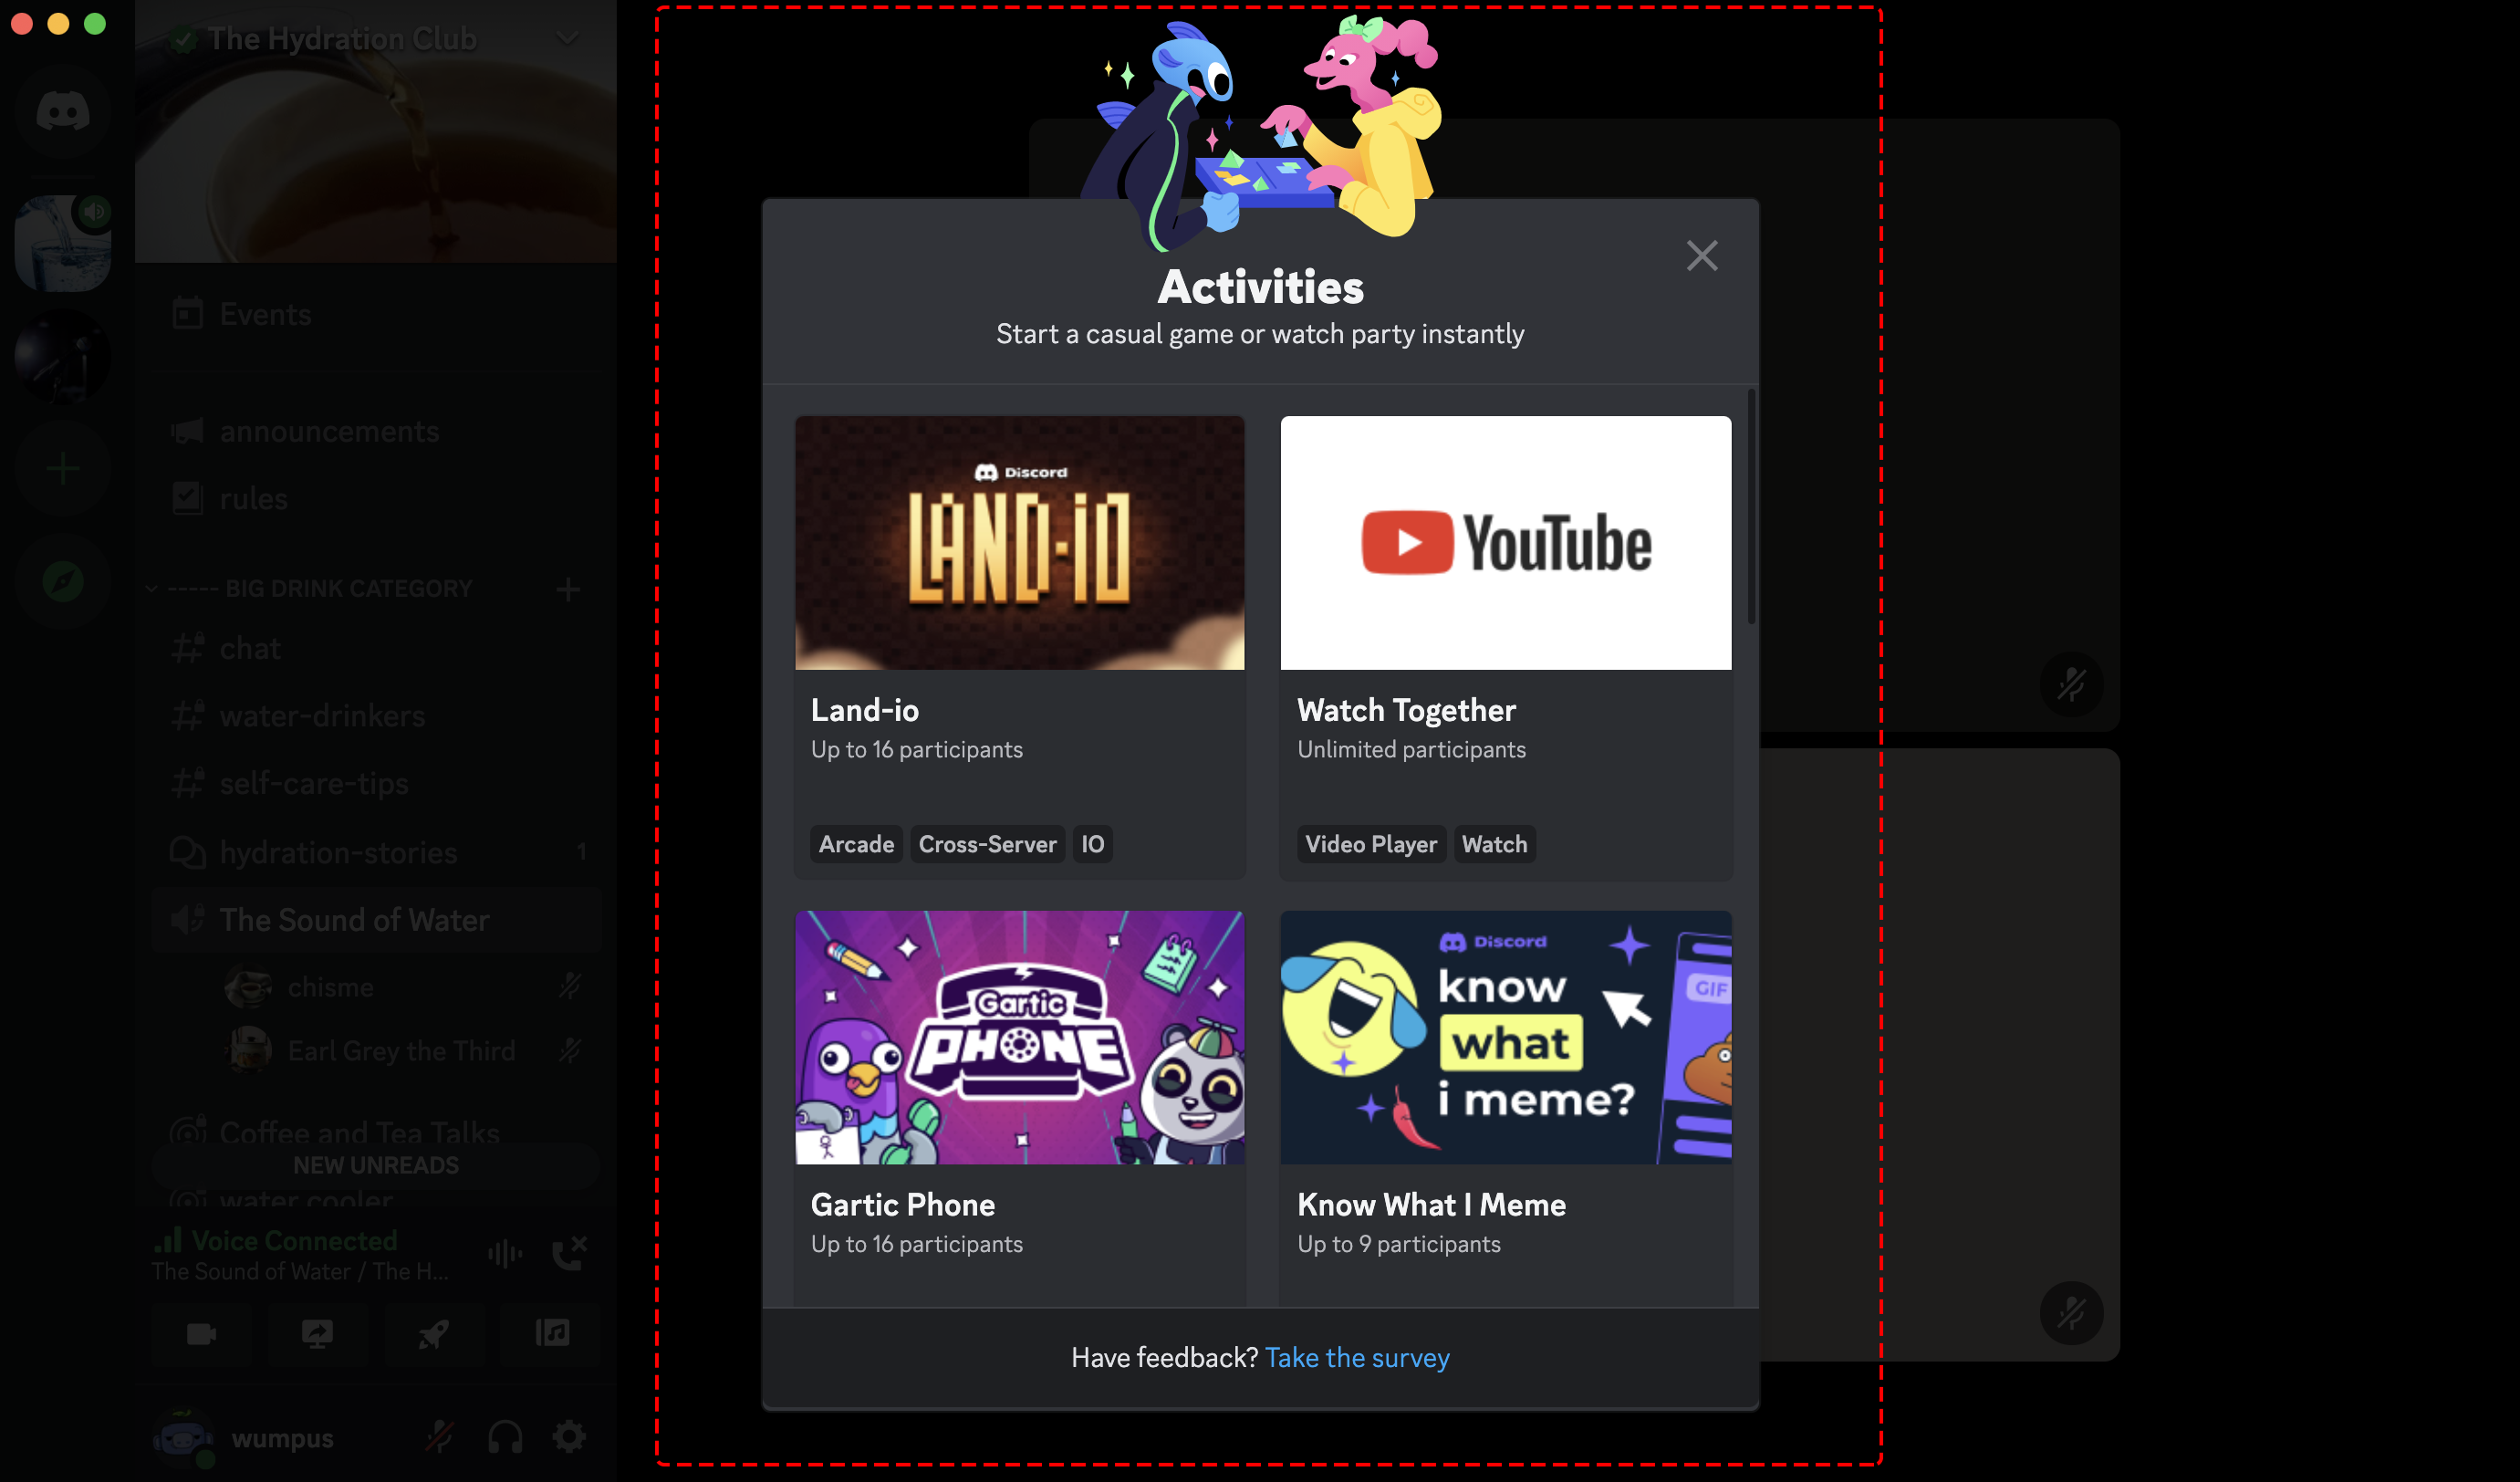 The Hydration Club
Events
announcements
rules
----- BIG DRINK CATEGORY
chat
water-drinkers
self-care-tips
hydration-stories 1
The Sound of Water
chisme
Earl Grey the Third
Coffee and Tea Talks
NEW UNREADS
water cooler
Voice Connected
The Sound of Water / The H...
wumpus
Activities
Start a casual game or watch party instantly
Discord
LAND-IO
Land-io
Up to 16 participants
Arcade Cross-Server IO
YouTube
Watch Together
Unlimited participants
Video Player Watch
Gartic
PHONE
Gartic Phone
Up to 16 participants
Discord
know
what
i meme?
GIF
Know What I Meme
Up to 9 participants
Have feedback? Take the survey